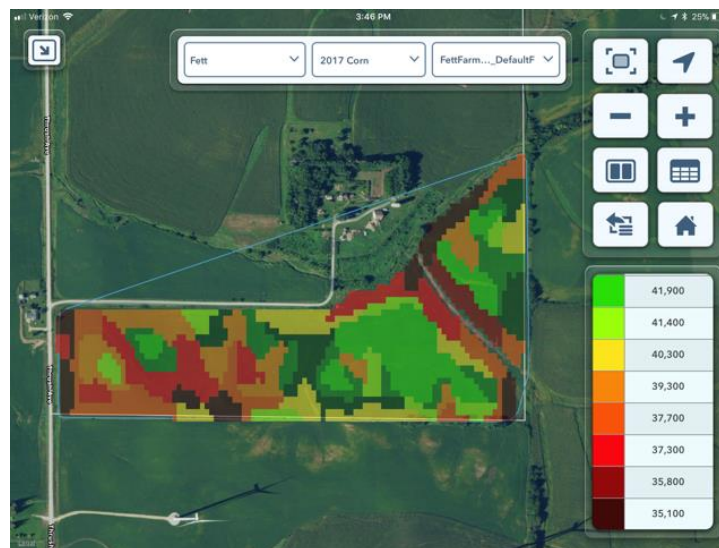 Verizon
3:46 PM
25%
Fett
2017 Corn
FettFarm..._DefaultF
41,900
41,400
40,300
39,300
37,700
37,300
35,800
35,100